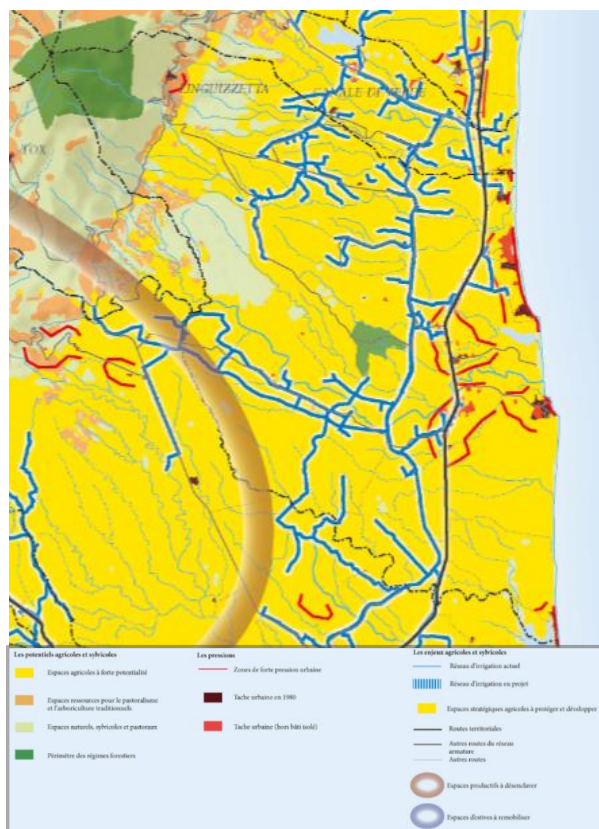 LINGUIZZETTA
CANALE DI VERDE
TOX
Les potentiels agricoles et sylvicoles
Espaces agricoles à forte potentialité
Espaces ressources pour le pastoralisme
et l'arboriculture traditionnels
Espaces naturels, sylvicoles et pastoraux
Périmètre des régimes forestiers
Les pressions
Zones de forte pression urbaine
Tache urbaine en 1980
Tache urbaine (hors bâti isolé)
Les enjeux agricoles et sylvicoles
Réseau d'irrigation actuel
Réseau d'irrigation en projet
Espaces stratégiques agricoles à protéger et développer
Routes territoriales
Autres routes du réseau
armature
Autres routes
Espaces productifs à désenclaver
Espaces d'estives à remobiliser